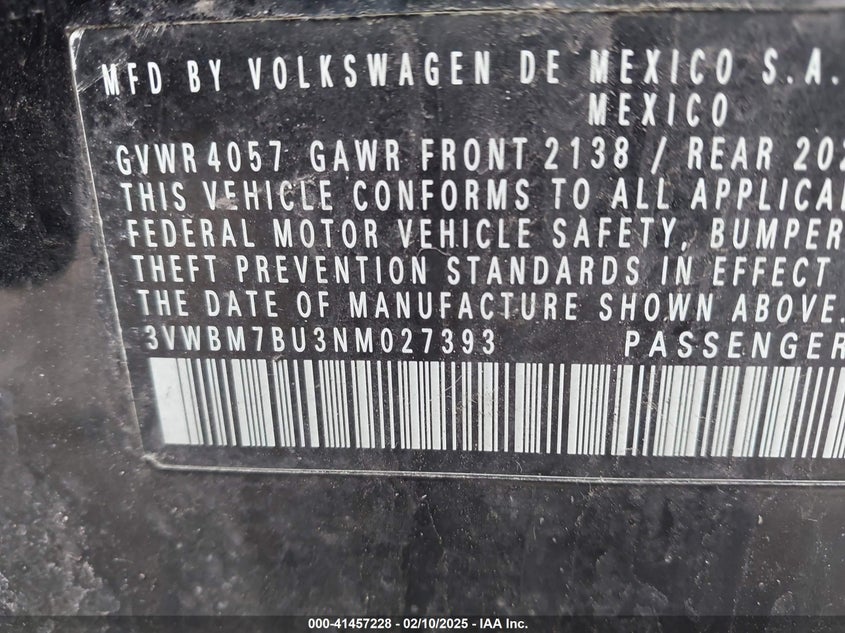 MFD BY VOLKSWAGEN DE MEXICO S.A.
MEXICO
GVWR 4057 GAWR FRONT 2138 / REAR
THIS VEHICLE CONFORMS TO ALL
FEDERAL MOTOR VEHICLE SAFETY, BUMPER
THEFT PREVENTION STANDARDS IN EFFECT
THE DATE OF MANUFACTURE SHOWN ABOVE.
3VWBM7BU3NM027393 PASSENGER
000-41457228 - 02/10/2025 - IAA Inc.